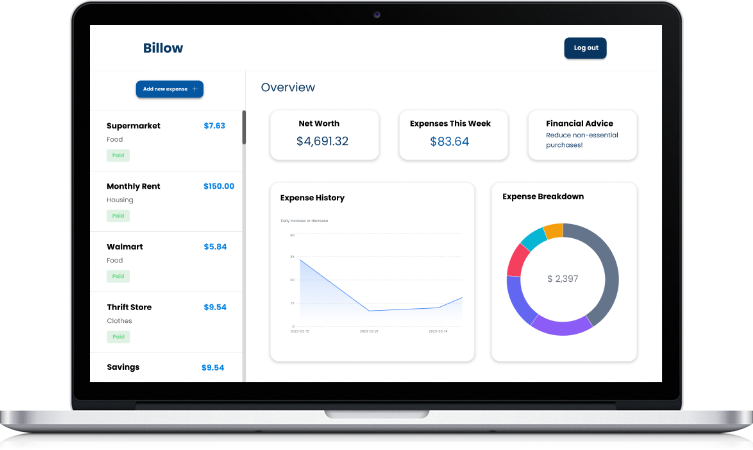 Billow
Log out
Add new expense +
Overview
Supermarket $7.63
Food
Paid
Monthly Rent $150.00
Housing
Paid
Walmart $5.84
Food
Paid
Thrift Store $9.54
Clothes
Paid
Savings $9.54
Net Worth
$4,691.32
Expenses This Week
$83.64
Financial Advice
Reduce non-essential
purchases!
Expense History
Daily increase or decrease
0
Expense Breakdown
$ 2,397